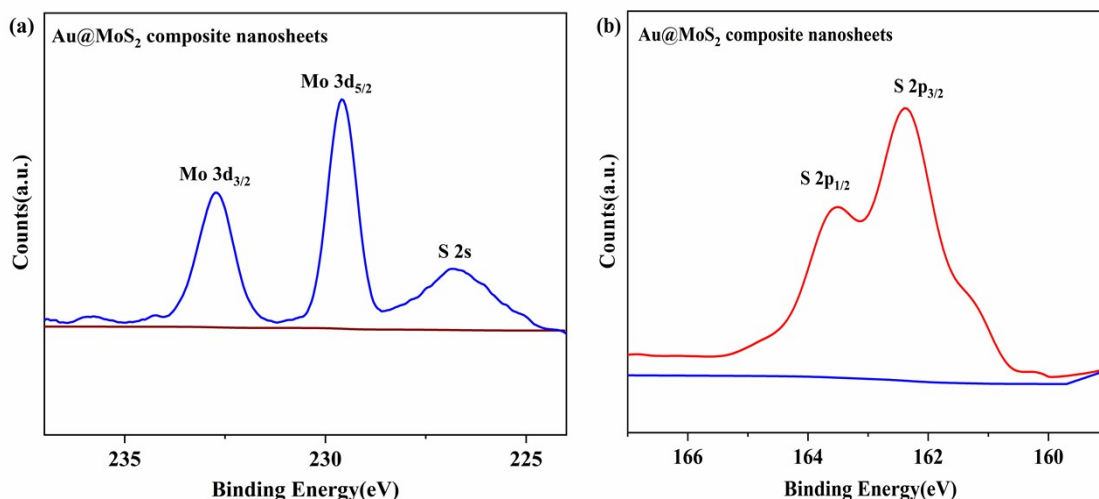 (a)
Au@MoS₂ composite nanosheets
Mo 3d₅/₂
Mo 3d₃/₂
S 2s
Counts(a.u.)
235
230
225
Binding Energy(eV)
(b)
Au@MoS₂ composite nanosheets
S 2p₃/₂
S 2p₁/₂
Counts(a.u.)
166
164
162
160
Binding Energy(eV)